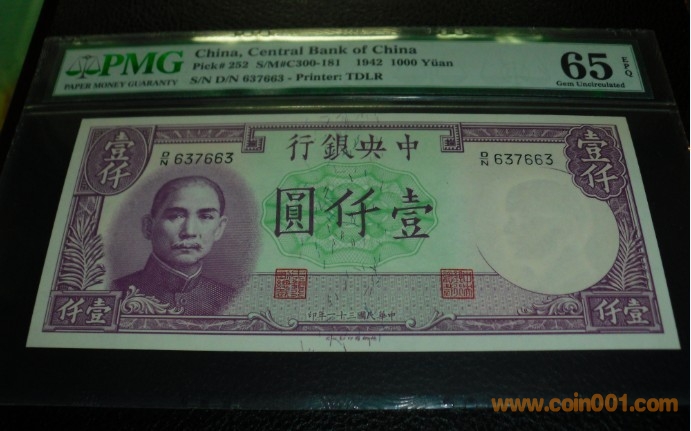 PMG
PAPER MONEY GUARANTY
China, Central Bank of China
Pick# 252 S/M#C300-181 1942 1000 Yüan
S/N D/N 637663 - Printer: TDLR
65 EPQ
Gem Uncirculated
壹仟
行銀央中
壹仟
D/N 637663
D/N 637663
圓仟壹
仟壹
印年一十三國民華中
仟壹
www.coin001.com